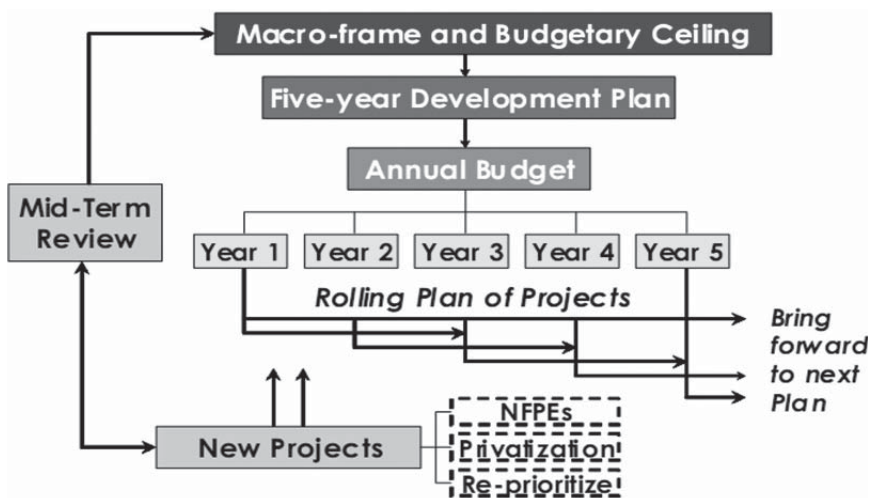 Macro-frame and Budgetary Ceiling
Five-year Development Plan
Annual Budget
Mid-Term
Review
Year 1
Year 2
Year 3
Year 4
Year 5
Rolling Plan of Projects
Bring
forward
to next
Plan
New Projects
NFPEs
Privatization
Re-prioritize